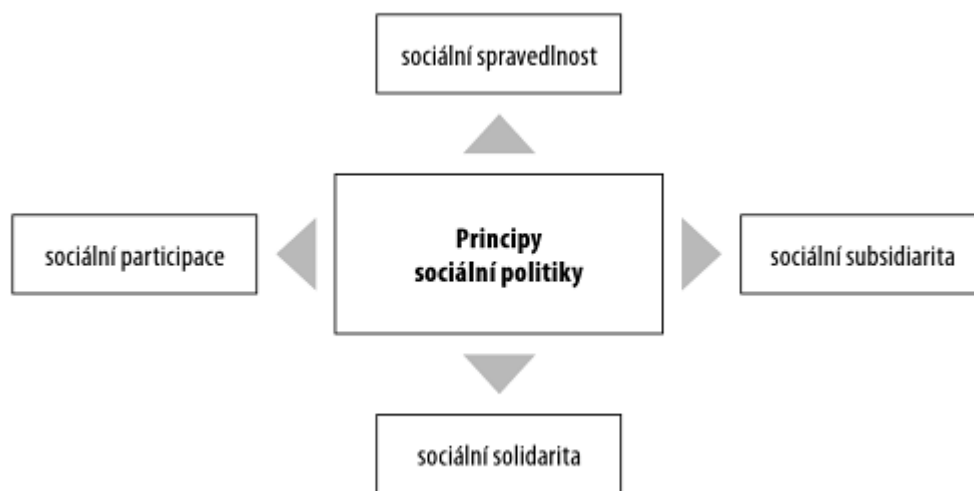 sociální spravedlnost
sociální participace
Principy
sociální politiky
sociální subsidiarita
sociální solidarita